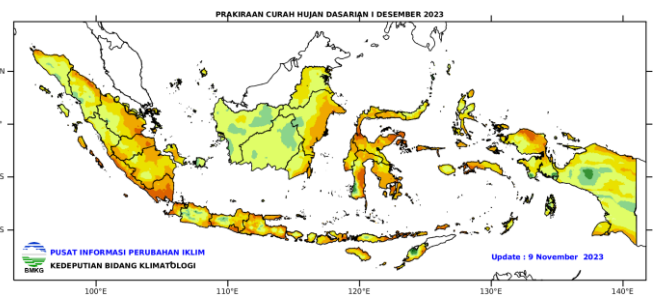 PRAKIRAAN CURAH HUJAN DASARIAN I DESEMBER 2023
N
S
S
PUSAT INFORMASI PERUBAHAN IKLIM
KEDEPUTIAN BIDANG KLIMATOLOGI
BMKG
Update : 9 November 2023
100°E
110°E
120°E
130°E
140°E